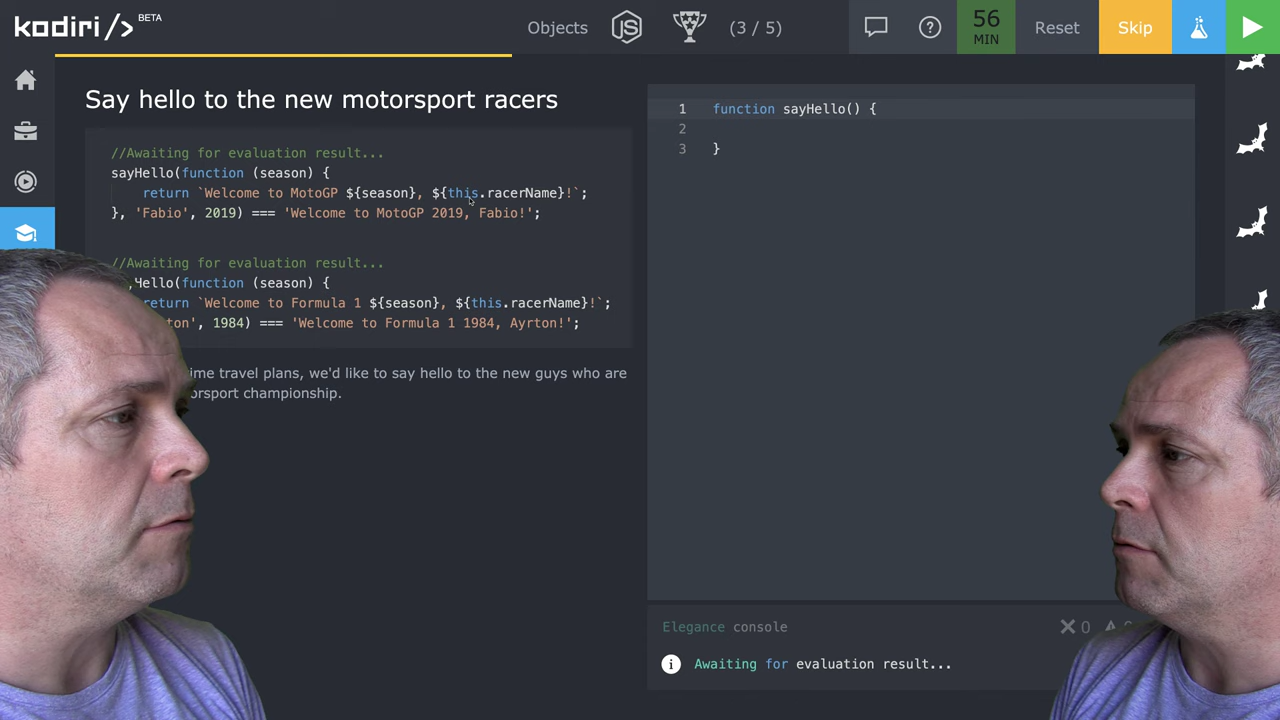 kodiri/> BETA
Objects
JS
(3 / 5)
56
MIN
Reset
Skip
Say hello to the new motorsport racers
//Awaiting for evaluation result...
sayHello(function (season) {
return `Welcome to MotoGP ${season}, ${this.racerName}!`;
}, 'Fabio', 2019) === 'Welcome to MotoGP 2019, Fabio!';
//Awaiting for evaluation result...
Hello(function (season) {
return `Welcome to Formula 1 ${season}, ${this.racerName}!`;
ton', 1984) === 'Welcome to Formula 1 1984, Ayrton!';
ime travel plans, we'd like to say hello to the new guys who are
orsport championship.
1 function sayHello() {
2
3 }
Elegance console
0
Awaiting for evaluation result...